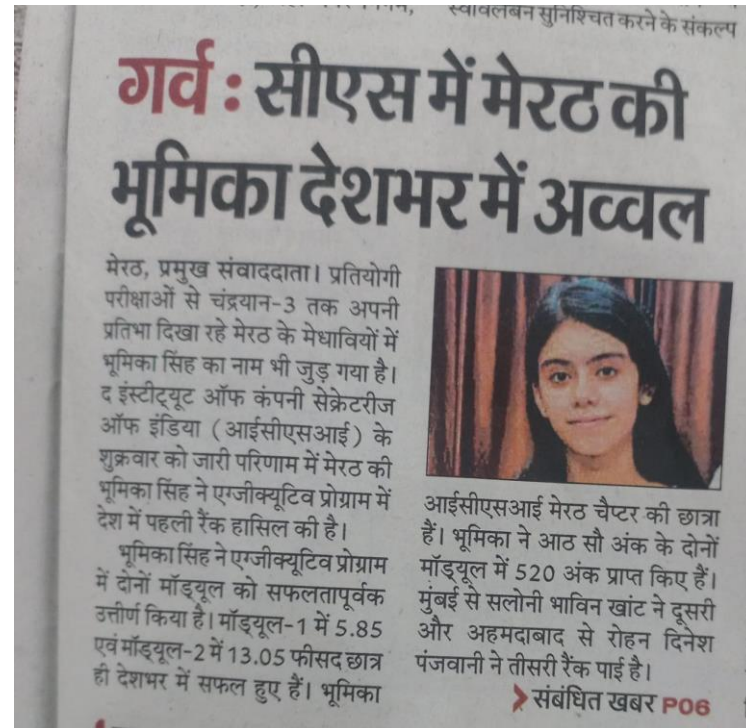 स्वावलंबन सुनिश्चित करने के संकल्प
गर्व : सीएस में मेरठ की
भूमिका देशभर में अव्वल
मेरठ, प्रमुख संवाददाता। प्रतियोगी
परीक्षाओं से चंद्रयान-3 तक अपनी
प्रतिभा दिखा रहे मेरठ के मेधावियों में
भूमिका सिंह का नाम भी जुड़ गया है।
द इंस्टीट्यूट ऑफ कंपनी सेक्रेटरीज
ऑफ इंडिया (आईसीएसआई) के
शुक्रवार को जारी परिणाम में मेरठ की
भूमिका सिंह ने एग्जीक्यूटिव प्रोग्राम में
देश में पहली रैंक हासिल की है।
भूमिका सिंह ने एग्जीक्यूटिव प्रोग्राम
में दोनों मॉड्यूल को सफलतापूर्वक
उत्तीर्ण किया है। मॉड्यूल-1 में 5.85
एवं मॉड्यूल-2 में 13.05 फीसद छात्र
ही देशभर में सफल हुए हैं। भूमिका
आईसीएसआई मेरठ चैप्टर की छात्रा
हैं। भूमिका ने आठ सौ अंक के दोनों
मॉड्यूल में 520 अंक प्राप्त किए हैं।
मुंबई से सलोनी भाविन खांट ने दूसरी
और अहमदाबाद से रोहन दिनेश
पंजवानी ने तीसरी रैंक पाई है।
संबंधित खबर P06